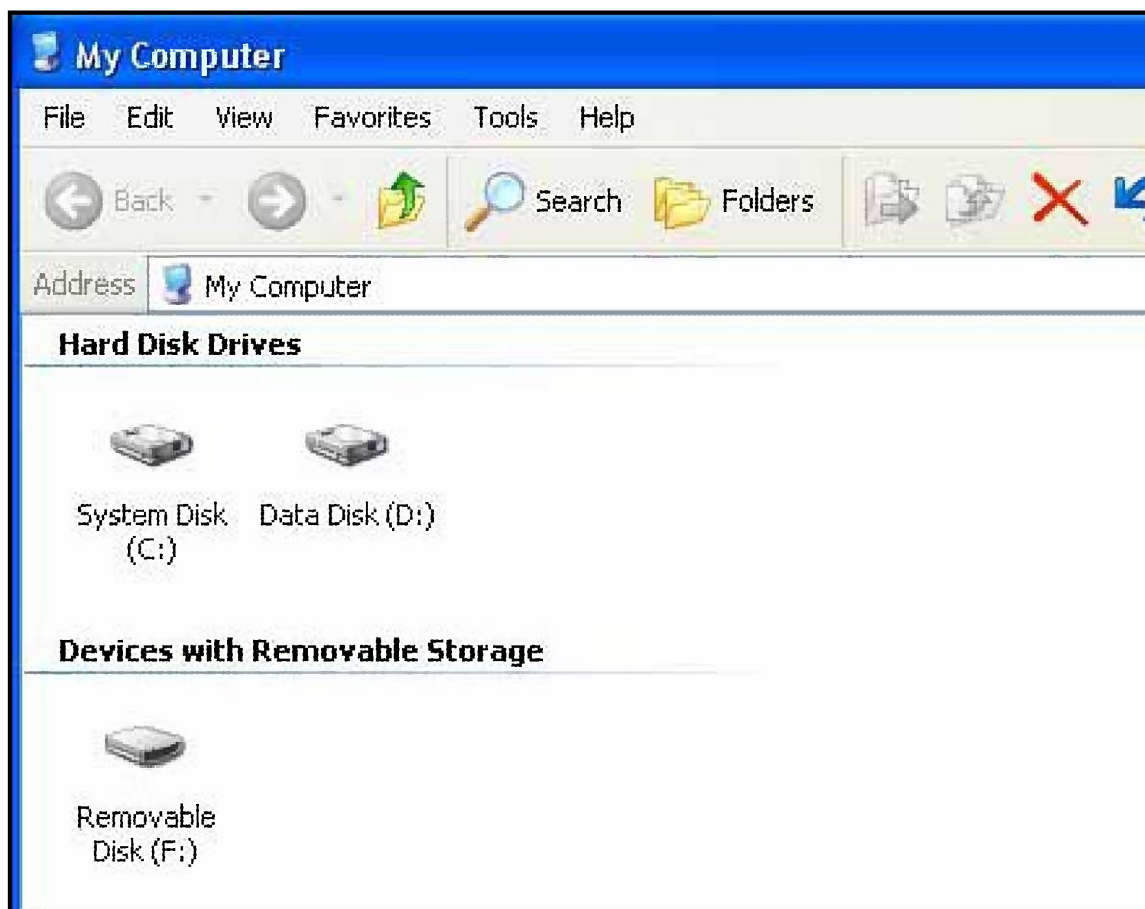 My Computer
File Edit View Favorites Tools Help
Back Search Folders
Address My Computer
Hard Disk Drives
System Disk Data Disk (D:)
(C:)
Devices with Removable Storage
Removable
Disk (F:)